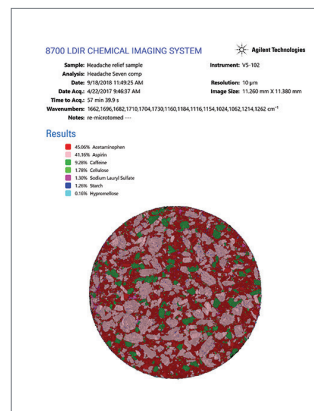 8700 LDIR CHEMICAL IMAGING SYSTEM
Agilent Technologies
Sample: Headache relief sample
Instrument: VS-102
Analysis: Headache Seven comp
Date: 9/18/2018 11:49:25 AM
Resolution: 10 µm
Date Acq.: 4/22/2017 9:46:37 AM
Image Size: 11.260 mm X 11.380 mm
Time to Acq.: 57 min 39.9 s
Wavenumbers: 1662,1696,1682,1710,1704,1730,1160,1184,1116,1154,1024,1052,1214,1262 cm⁻¹
Notes: re-microtomed ---
Results
45.06% Acetaminophen
41.16% Aspirin
9.28% Caffeine
1.78% Cellulose
1.30% Sodium Lauryl Sulfate
1.26% Starch
0.16% Hypromellose